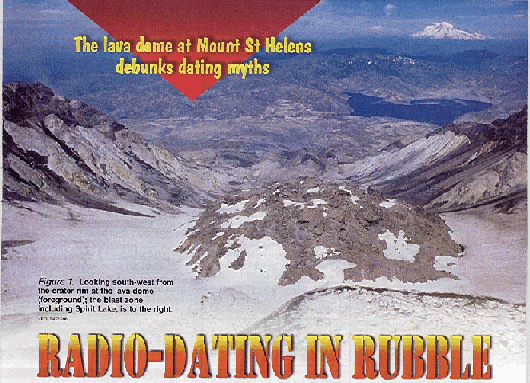 The lava dome at Mount St Helens
debunks dating myths
Figure 1. Looking south-west from
the crater rim at the lava dome
(foreground); the blast zone
including Spirit Lake, is to the right.
RADIO-DATING IN RUBBLE